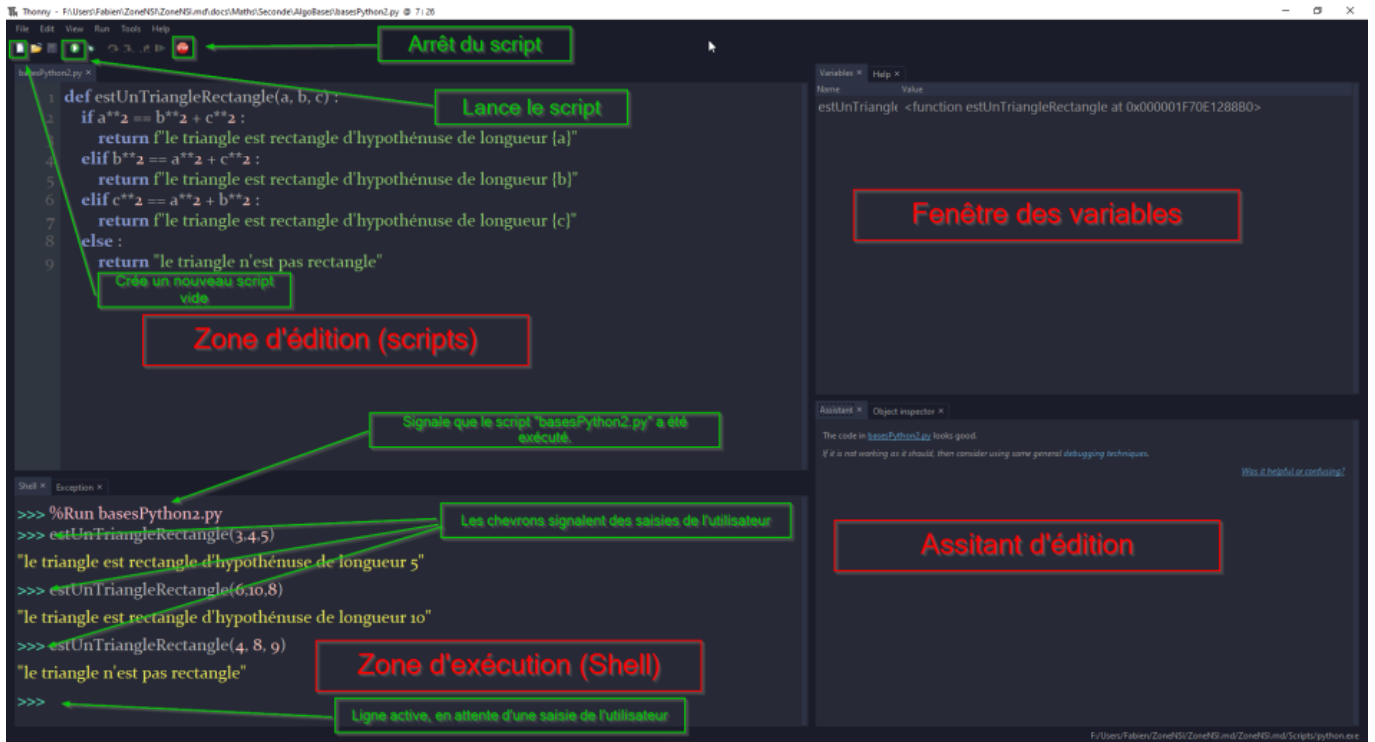 Thonny - F:\Users\Fabien\ZoneNSI\ZoneNSI.md\docs\Maths\Seconde\AlgoBases\basesPython2.py @ 7 : 26
File Edit View Run Tools Help
Arrêt du script
basesPython2.py ×
Lance le script
1 def estUnTriangleRectangle(a, b, c) :
2 if a**2 == b**2 + c**2 :
3 return f"le triangle est rectangle d'hypothénuse de longueur {a}"
4 elif b**2 == a**2 + c**2 :
5 return f"le triangle est rectangle d'hypothénuse de longueur {b}"
6 elif c**2 == a**2 + b**2 :
7 return f"le triangle est rectangle d'hypothénuse de longueur {c}"
8 else :
9 return "le triangle n'est pas rectangle"
Crée un nouveau script
vide
Zone d'édition (scripts)
Variables × Help ×
Name Value
estUnTriangle <function estUnTriangleRectangle at 0x000001F70E1288B0>
Fenêtre des variables
Signale que le script "basesPython2.py" a été
exécuté.
Assistant × Object inspector ×
The code in basesPython2.py looks good.
If it is not working as it should, then consider using some general debugging techniques.
Was it helpful or confusing?
Assitant d'édition
Shell × Exception ×
>>> %Run basesPython2.py
>>> estUnTriangleRectangle(3,4,5)
"le triangle est rectangle d'hypothénuse de longueur 5"
>>> estUnTriangleRectangle(6,10,8)
"le triangle est rectangle d'hypothénuse de longueur 10"
>>> estUnTriangleRectangle(4, 8, 9)
"le triangle n'est pas rectangle"
>>>
Les chevrons signalent des saisies de l'utilisateur
Zone d'exécution (Shell)
Ligne active, en attente d'une saisie de l'utilisateur
F:/Users/Fabien/ZoneNSI/ZoneNSI.md/ZoneNSI.md/Scripts/python.exe